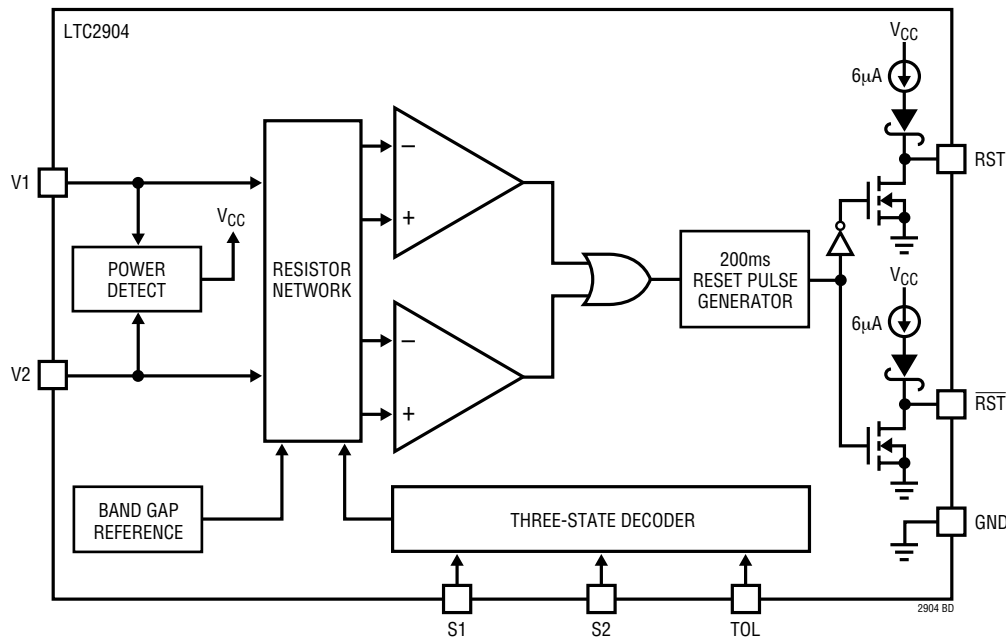 LTC2904
V1
V2
POWER
DETECT
VCC
RESISTOR
NETWORK
−
+
−
+
BAND GAP
REFERENCE
THREE-STATE DECODER
200ms
RESET PULSE
GENERATOR
VCC
6µA
RST
VCC
6µA
R̅S̅T̅
GND
S1
S2
TOL
2904 BD